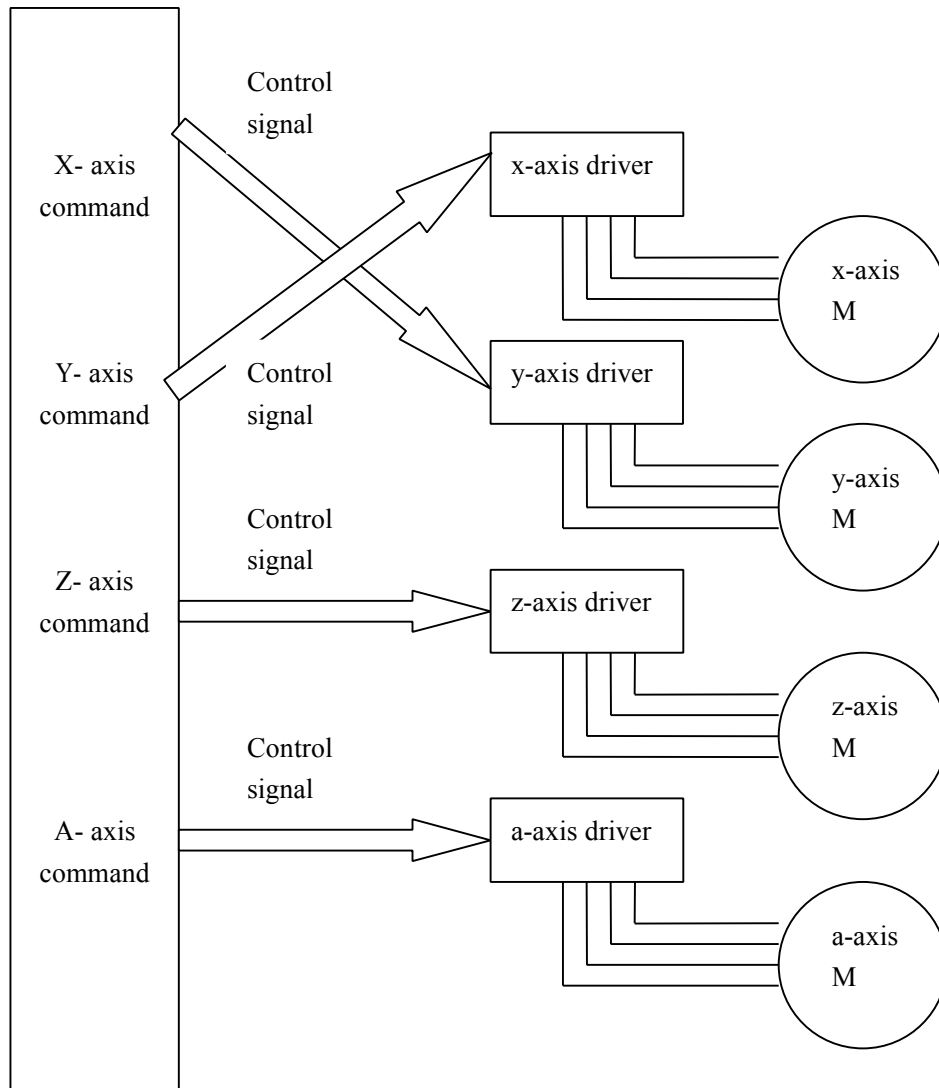 Control
signal
X- axis
command
x-axis driver
x-axis
M
Y- axis
command
Control
signal
y-axis driver
y-axis
M
Control
signal
Z- axis
command
z-axis driver
z-axis
M
Control
signal
A- axis
command
a-axis driver
a-axis
M